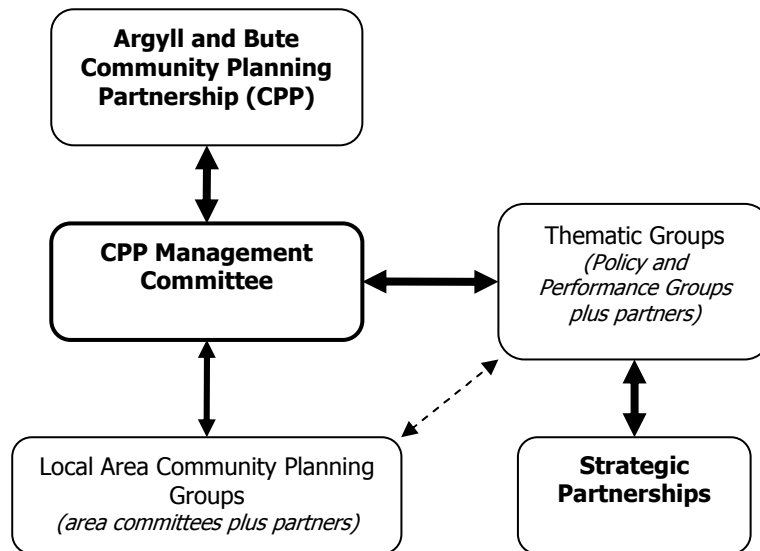 Argyll and Bute
Community Planning
Partnership (CPP)
CPP Management
Committee
Thematic Groups
(Policy and
Performance Groups
plus partners)
Local Area Community Planning
Groups
(area committees plus partners)
Strategic
Partnerships